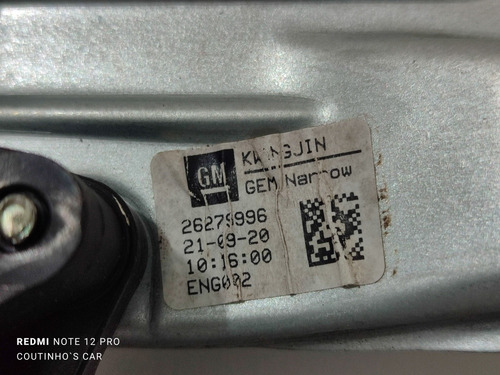 GM
KWANGJIN
GEM Narrow
26279996
21-09-20
10:16:00
ENG002
REDMI NOTE 12 PRO
COUTINHO`S CAR